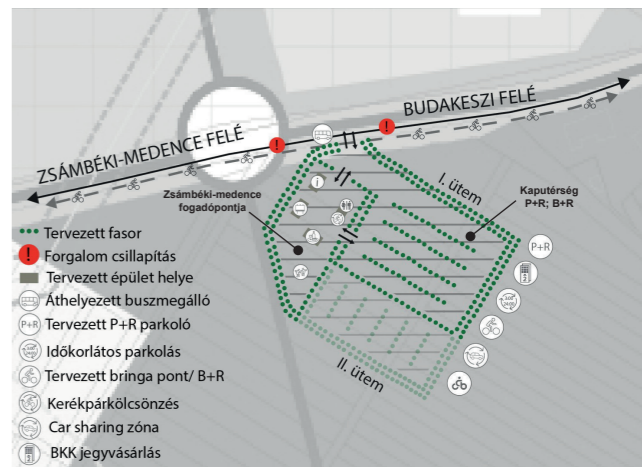 ZSÁMBÉKI-MEDENCE FELÉ
BUDAKESZI FELÉ
I. ütem
Zsámbéki-medence
fogadópontja
Kaputérség
P+R; B+R
P+R
II. ütem
Tervezett fasor
! Forgalom csillapítás
Tervezett épület helye
Áthelyezett buszmegálló
P+R Tervezett P+R parkoló
Időkorlátos parkolás
Tervezett bringa pont/ B+R
Kerékpárkölcsönzés
Car sharing zóna
BKK jegyvásárlás